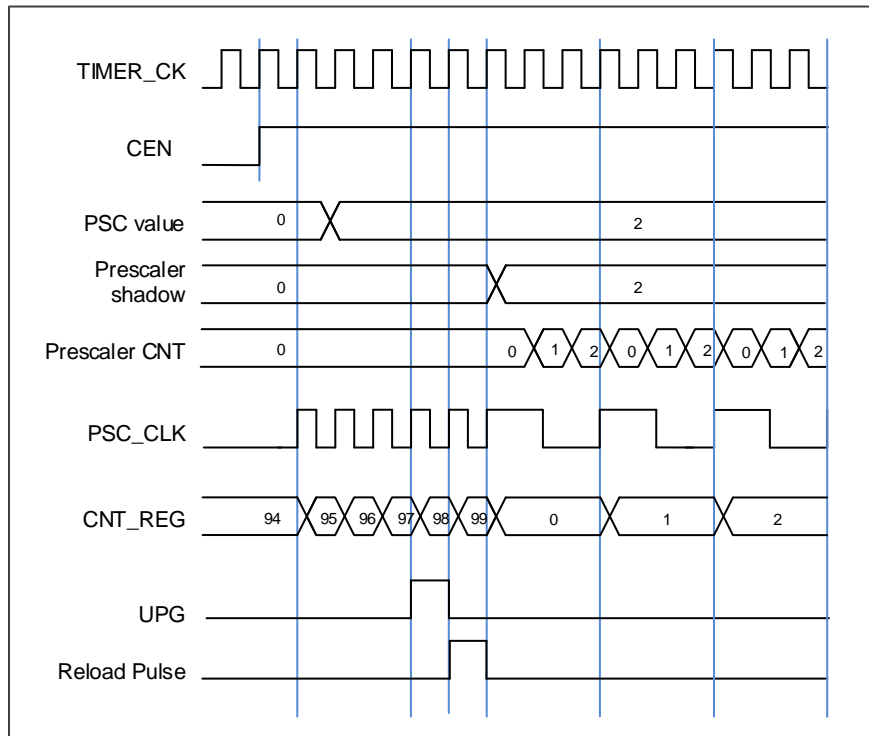 TIMER_CK
CEN
PSC value 0 2
Prescaler
shadow 0 2
Prescaler CNT 0 0 1 2 0 1 2 0 1 2
PSC_CLK
CNT_REG 94 95 96 97 98 99 0 1 2
UPG
Reload Pulse